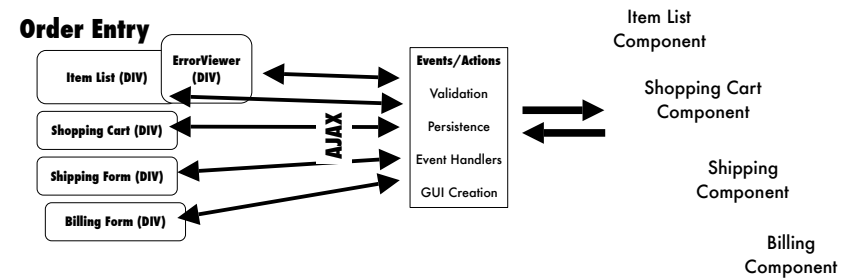 Order Entry
Item List (DIV)
ErrorViewer
(DIV)
Shopping Cart (DIV)
Shipping Form (DIV)
Billing Form (DIV)
AJAX
Events/Actions
Validation
Persistence
Event Handlers
GUI Creation
Item List
Component
Shopping Cart
Component
Shipping
Component
Billing
Component